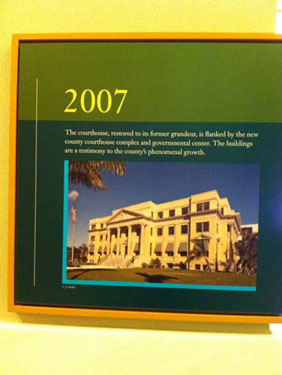 2007
The courthouse, restored to its former grandeur, is flanked by the new
county courthouse complex and governmental center. The buildings
are a testimony to the county's phenomenal growth.